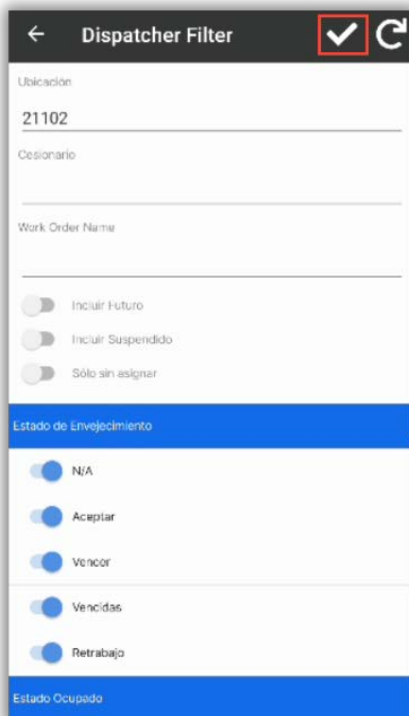 Dispatcher Filter
Ubicación
21102
Cesionario
Work Order Name
Incluir Futuro
Incluir Suspendido
Sólo sin asignar
Estado de Envejecimiento
N/A
Aceptar
Vencer
Vencidas
Retrabajo
Estado Ocupado